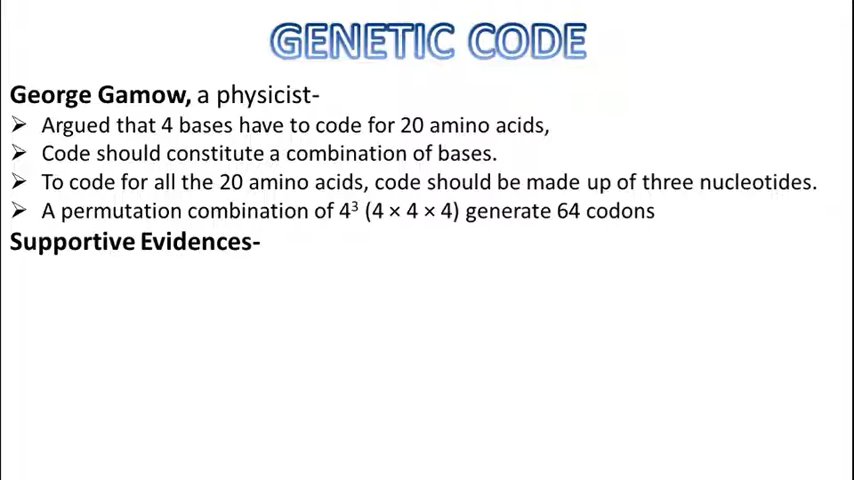 GENETIC CODE
George Gamow, a physicist-
➢ Argued that 4 bases have to code for 20 amino acids,
➢ Code should constitute a combination of bases.
➢ To code for all the 20 amino acids, code should be made up of three nucleotides.
➢ A permutation combination of 4³ (4 × 4 × 4) generate 64 codons
Supportive Evidences-